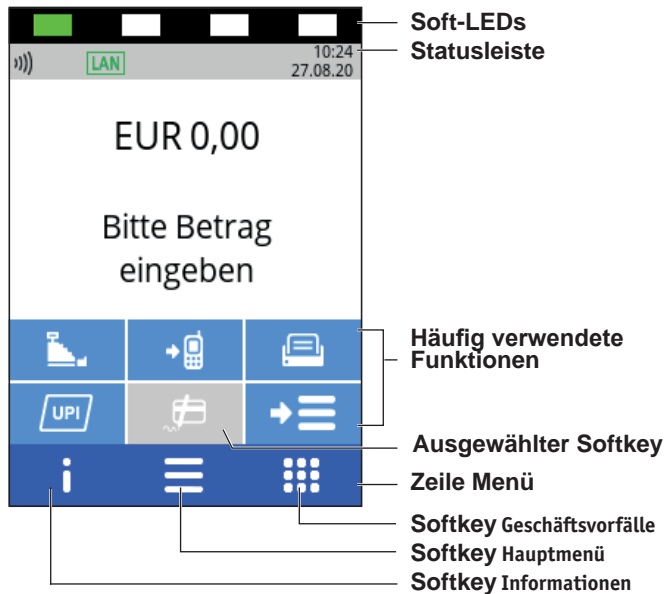 Soft-LEDs
10:24
Statusleiste
LAN
27.08.20
EUR 0,00
Bitte Betrag
eingeben
Häufig verwendete
Funktionen
UPI
Ausgewählter Softkey
Zeile Menü
Softkey Geschäftsvorfälle
Softkey Hauptmenü
Softkey Informationen